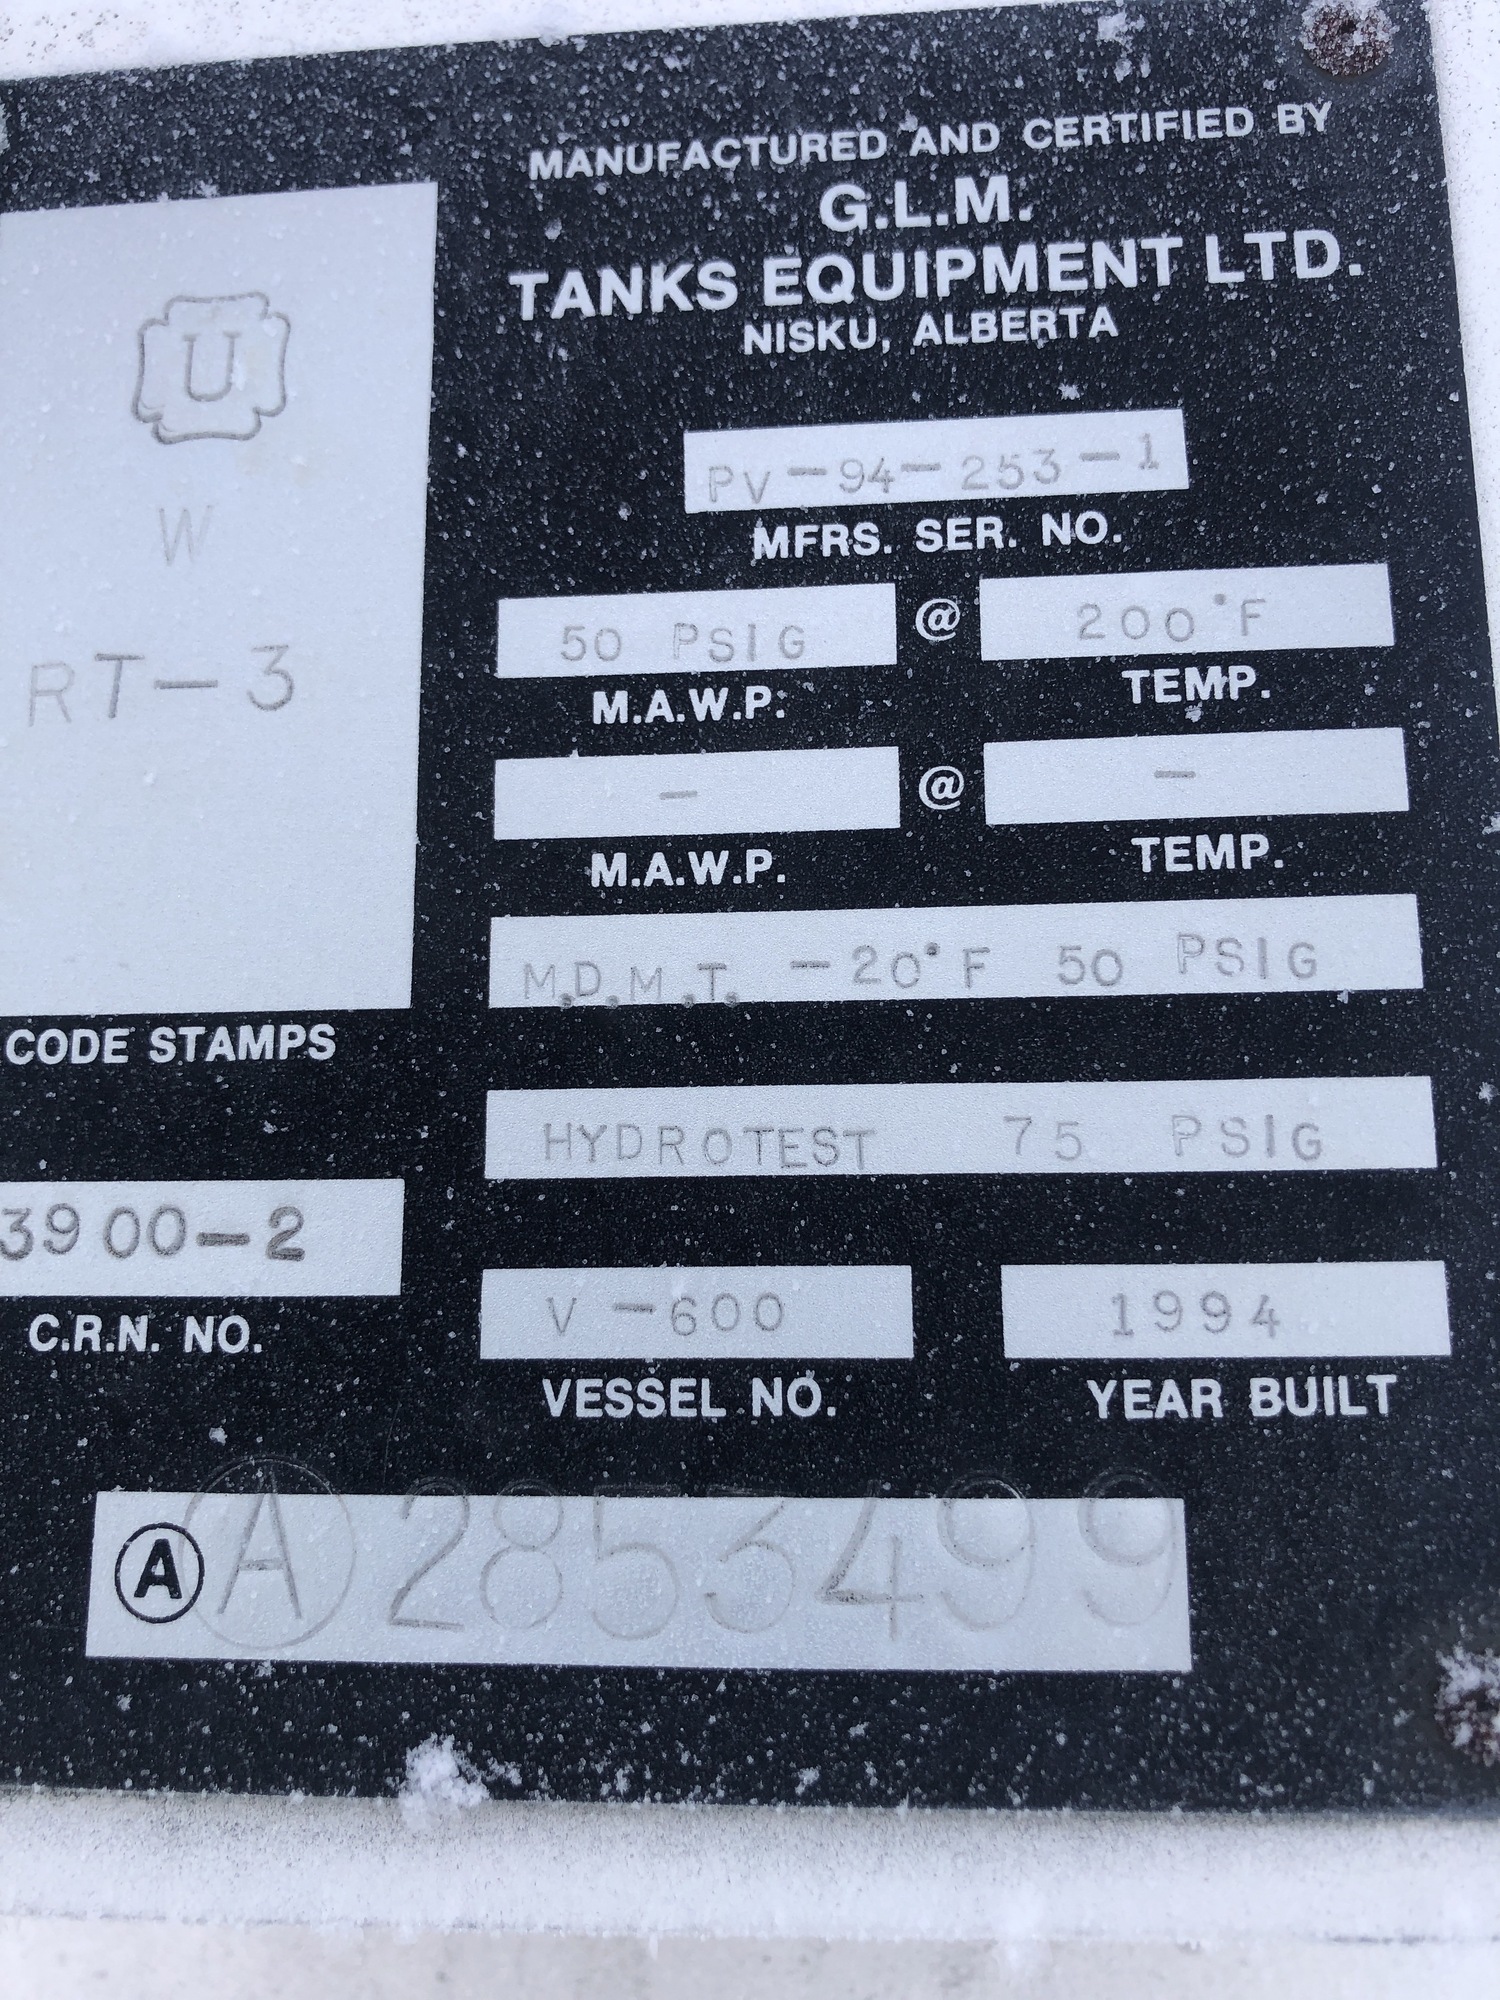 MANUFACTURED AND CERTIFIED BY
G.L.M.
TANKS EQUIPMENT LTD.
NISKU, ALBERTA
U
W
RT-3
CODE STAMPS
PV-94-253-1
MFRS. SER. NO.
50 PSIG @ 200°F
M.A.W.P. TEMP.
- @ -
M.A.W.P. TEMP.
M.D.M.T. -20°F 50 PSIG
HYDROTEST 75 PSIG
3900-2
C.R.N. NO.
V-600 1994
VESSEL NO. YEAR BUILT
Ⓐ Ⓐ 2853499